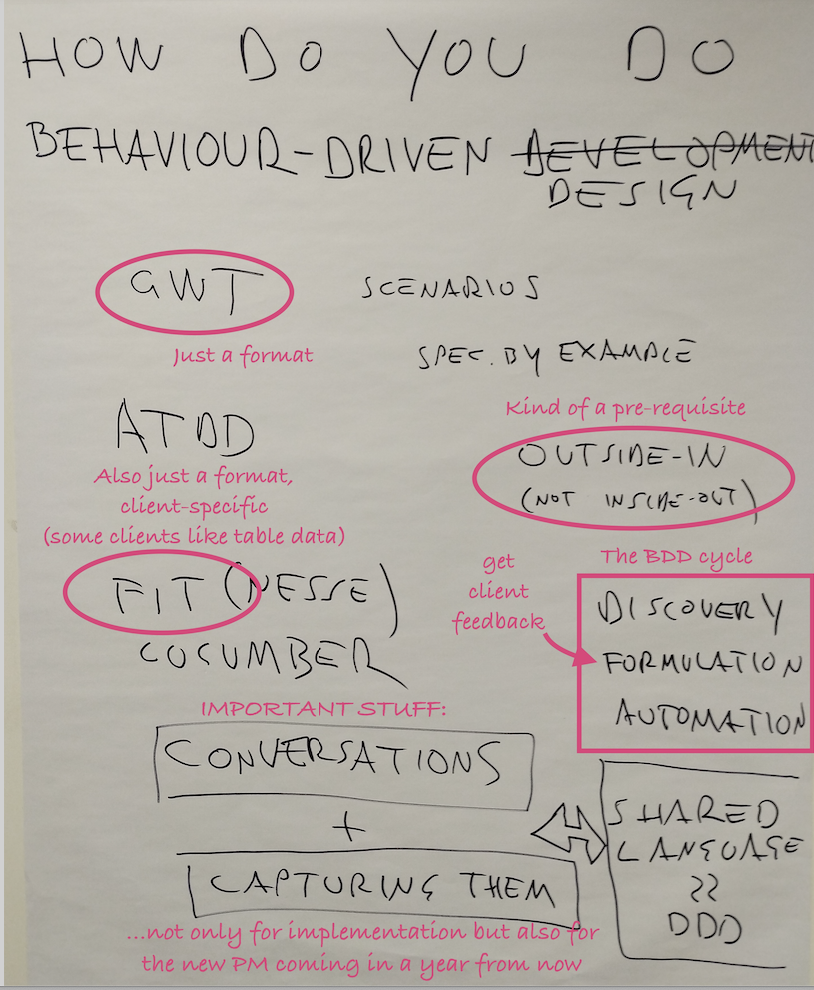 HOW DO YOU DO
BEHAVIOUR-DRIVEN DEVELOPMENT
DESIGN
GWT
SCENARIOS
Just a format
SPEC. BY EXAMPLE
Kind of a pre-requisite
ATDD
OUTSIDE-IN
(NOT INSIDE-OUT)
Also just a format,
client-specific
(some clients like table data)
The BDD cycle
get
client
feedback
FIT (NESSE)
CUCUMBER
DISCOVERY
FORMULATION
AUTOMATION
IMPORTANT STUFF:
CONVERSATIONS
+
CAPTURING THEM
SHARED
LANGUAGE
DDD
...not only for implementation but also for
the new PM coming in a year from now